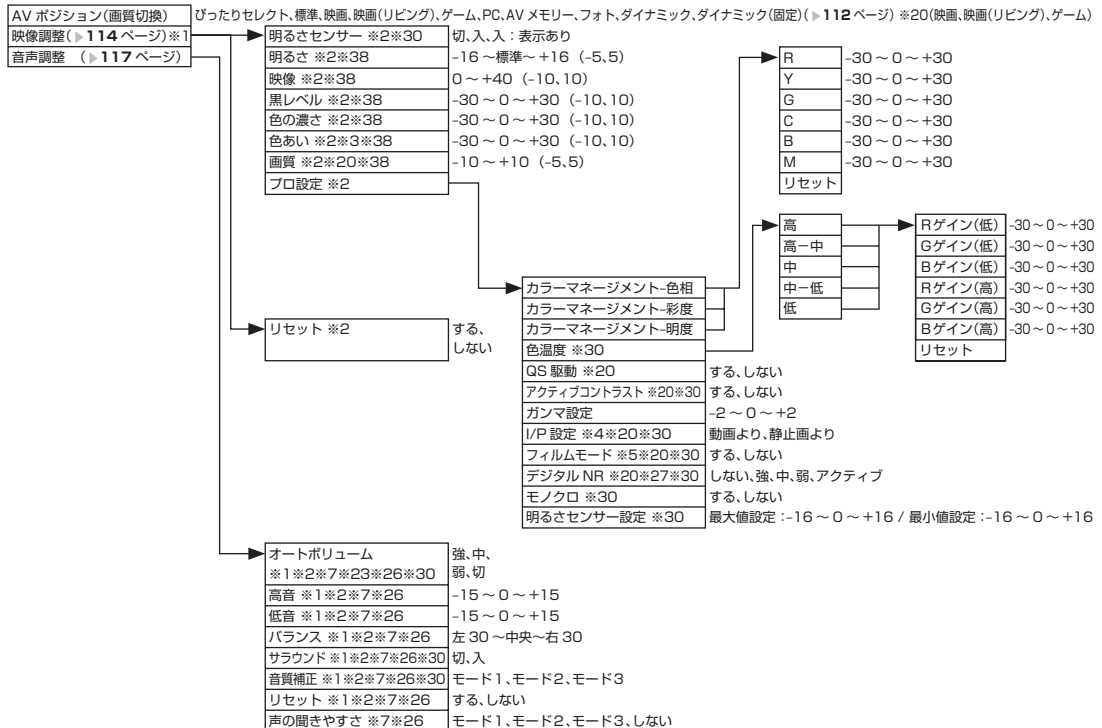 AV ポジション(画質切換) ぴったりセレクト、標準、映画、映画(リビング)、ゲーム、PC、AV メモリー、フォト、ダイナミック、ダイナミック(固定)(▶112ページ) ※20(映画、映画(リビング)、ゲーム)
映像調整(▶114ページ)※1
音声調整 (▶117ページ)
明るさセンサー ※2※30 切、入、入:表示あり
明るさ ※2※38 –16～標準～+16 (–5、5)
映像 ※2※38 0～+40 (–10、10)
黒レベル ※2※38 –30～0～+30 (–10、10)
色の濃さ ※2※38 –30～0～+30 (–10、10)
色あい ※2※3※38 –30～0～+30 (–10、10)
画質 ※2※20※38 –10～+10 (–5、5)
プロ設定 ※2
R –30～0～+30
Y –30～0～+30
G –30～0～+30
C –30～0～+30
B –30～0～+30
M –30～0～+30
リセット
高
高－中
中
中－低
低
Rゲイン(低) –30～0～+30
Gゲイン(低) –30～0～+30
Bゲイン(低) –30～0～+30
Rゲイン(高) –30～0～+30
Gゲイン(高) –30～0～+30
Bゲイン(高) –30～0～+30
リセット
カラーマネージメント–色相
カラーマネージメント–彩度
カラーマネージメント–明度
色温度 ※30
QS 駆動 ※20 する、しない
アクティブコントラスト ※20※30 する、しない
ガンマ設定 –2～0～+2
I/P 設定 ※4※20※30 動画より、静止画より
フィルムモード ※5※20※30 する、しない
デジタル NR ※20※27※30 しない、強、中、弱、アクティブ
モノクロ ※30 する、しない
明るさセンサー設定 ※30 最大値設定:–16～0～+16 / 最小値設定:–16～0～+16
リセット ※2 する、
しない
オートボリューム 強、中、
※1※2※7※23※26※30 弱、切
高音 ※1※2※7※26 –15～0～+15
低音 ※1※2※7※26 –15～0～+15
バランス ※1※2※7※26 左 30～中央～右 30
サラウンド ※1※2※7※26※30 切、入
音質補正 ※1※2※7※26※30 モード1、モード2、モード3
リセット ※1※2※7※26 する、しない
声の聞きやすさ ※7※26 モード1、モード2、モード3、しない